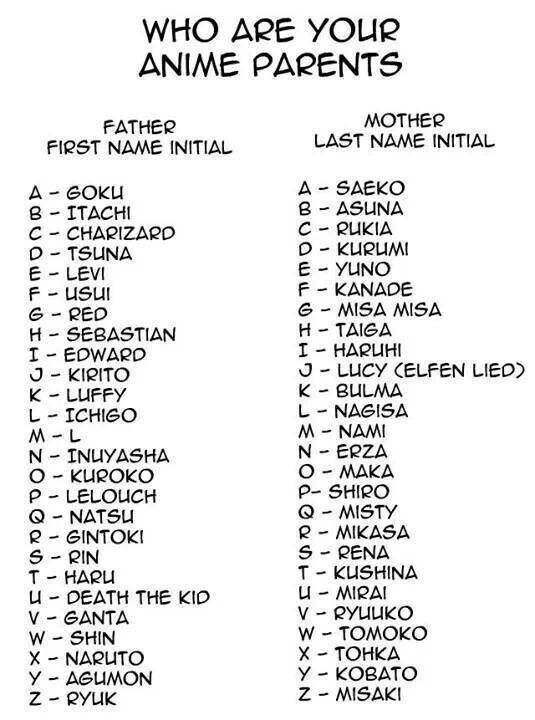 WHO ARE YOUR
ANIME PARENTS
FATHER
FIRST NAME INITIAL
A - GOKU
B - ITACHI
C - CHARIZARD
D - TSUNA
E - LEVI
F - USUI
G - RED
H - SEBASTIAN
I - EDWARD
J - KIRITO
K - LUFFY
L - ICHIGO
M - L
N - INUYASHA
O - KUROKO
P - LELOUCH
Q - NATSU
R - GINTOKI
S - RIN
T - HARU
U - DEATH THE KID
V - GANTA
W - SHIN
X - NARUTO
Y - AGUMON
Z - RYUK
MOTHER
LAST NAME INITIAL
A - SAEKO
B - ASUNA
C - RUKIA
D - KURUMI
E - YUNO
F - KANADE
G - MISA MISA
H - TAIGA
I - HARUHI
J - LUCY (ELFEN LIED)
K - BULMA
L - NAGISA
M - NAMI
N - ERZA
O - MAKA
P- SHIRO
Q - MISTY
R - MIKASA
S - RENA
T - KUSHINA
U - MIRAI
V - RYUUKO
W - TOMOKO
X - TOHKA
Y - KOBATO
Z - MISAKI